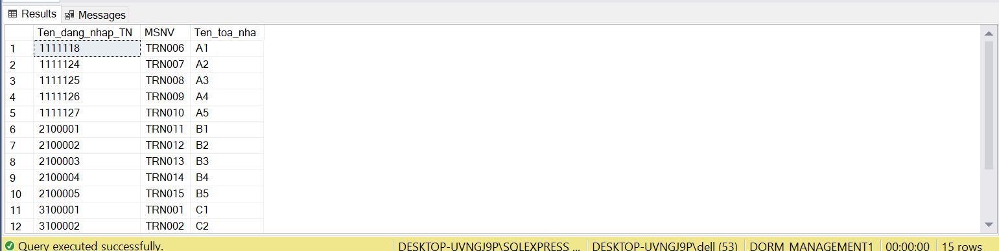 Results Messages
Ten_dang_nhap_TN MSNV Ten_toa_nha
1 1111118 TRN006 A1
2 1111124 TRN007 A2
3 1111125 TRN008 A3
4 1111126 TRN009 A4
5 1111127 TRN010 A5
6 2100001 TRN011 B1
7 2100002 TRN012 B2
8 2100003 TRN013 B3
9 2100004 TRN014 B4
10 2100005 TRN015 B5
11 3100001 TRN001 C1
12 3100002 TRN002 C2
Query executed successfully. DESKTOP-UVNGJ9P\SQLEXPRESS ... DESKTOP-UVNGJ9P\dell (53) DORM_MANAGEMENT1 00:00:00 15 rows